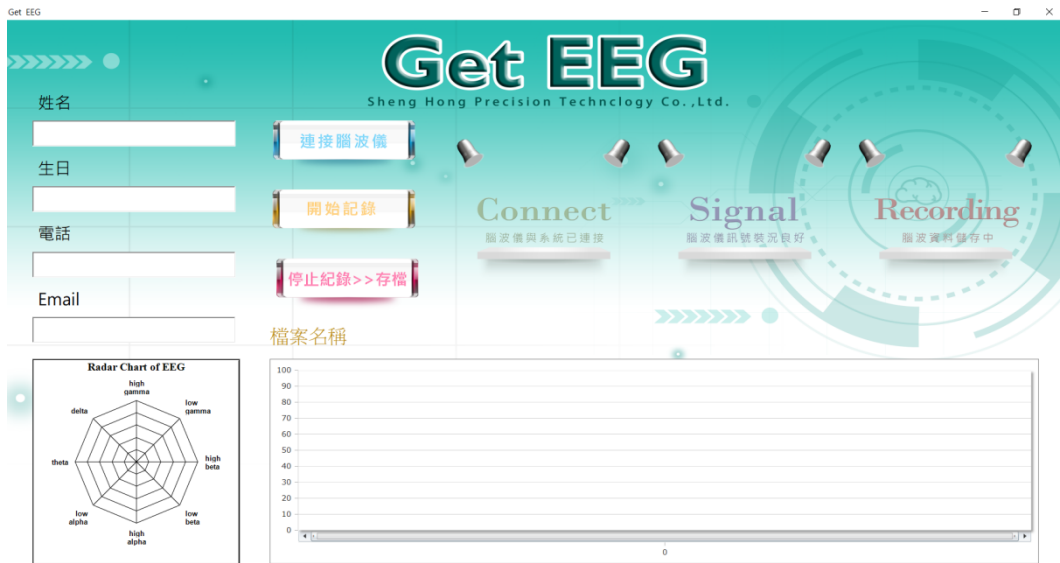 Get EEG
Get EEG
Sheng Hong Precision Technclogy Co.,Ltd.
姓名
生日
電話
Email
連接腦波儀
開始記錄
停止紀錄>>存檔
檔案名稱
Connect
腦波儀與系統已連接
Signal
腦波儀訊號裝況良好
Recording
腦波資料儲存中
Radar Chart of EEG
high
gamma
low
gamma
high
beta
low
beta
high
alpha
low
alpha
theta
delta
100
90
80
70
60
50
40
30
20
10
0
0